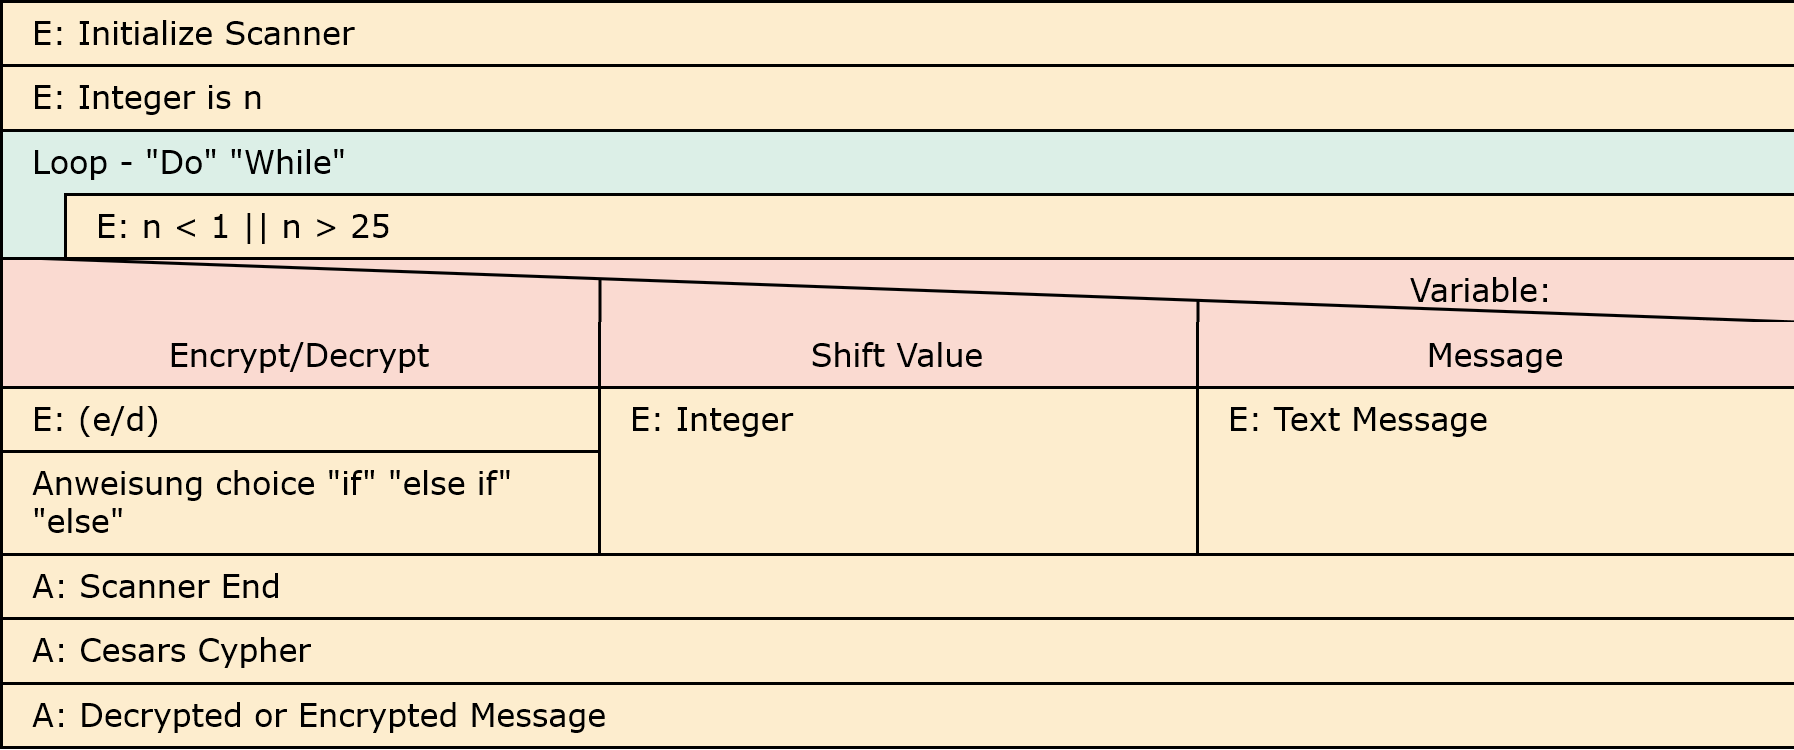 E: Initialize Scanner
E: Integer is n
Loop - "Do" "While"
E: n < 1 || n > 25
Variable:
Encrypt/Decrypt
Shift Value
Message
E: (e/d)
E: Integer
E: Text Message
Anweisung choice "if" "else if"
"else"
A: Scanner End
A: Cesars Cypher
A: Decrypted or Encrypted Message